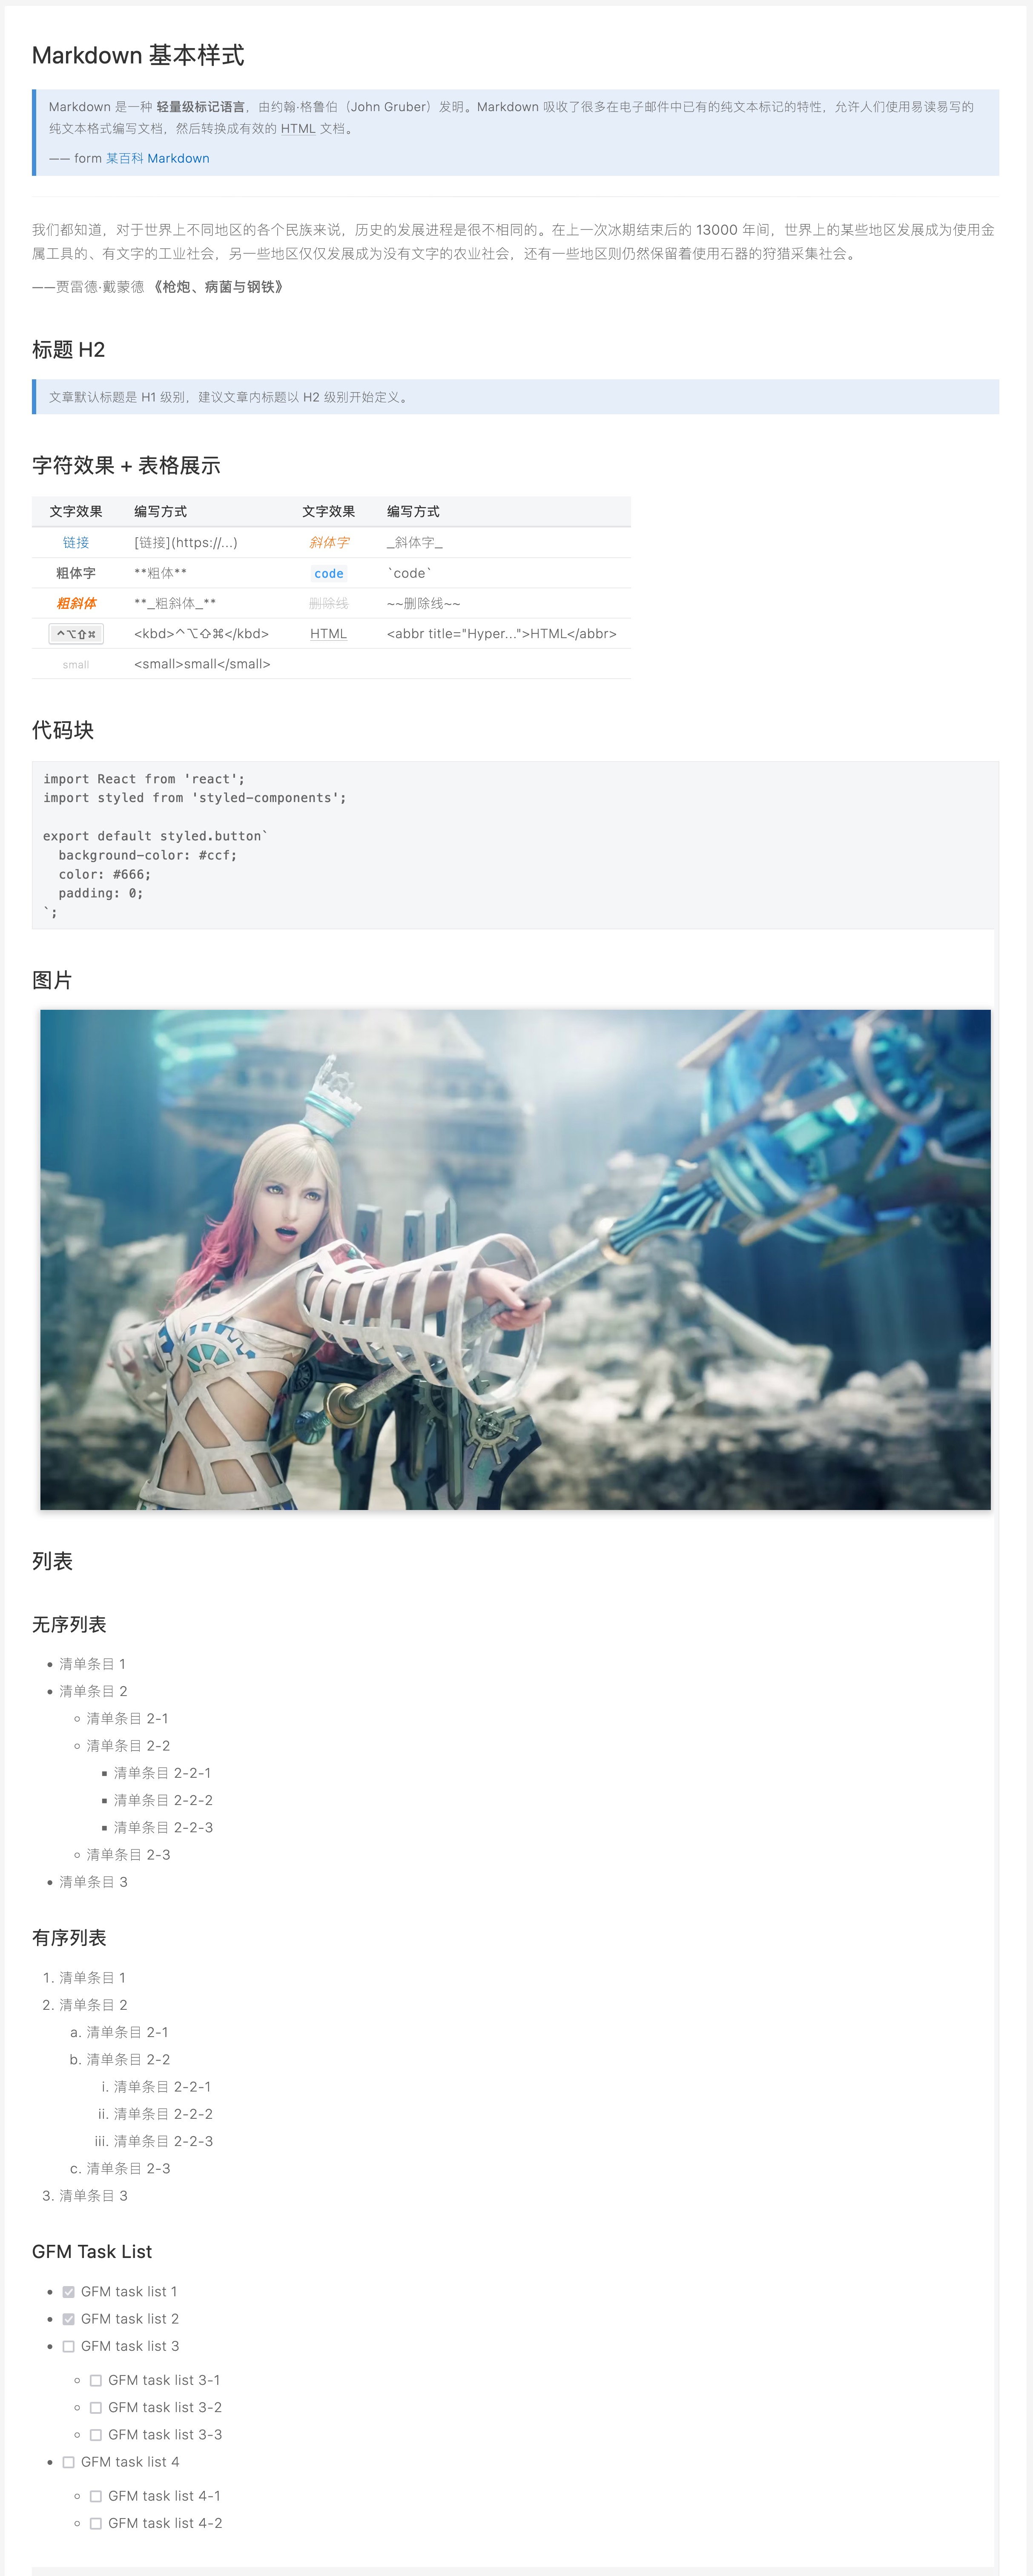 Markdown 基本样式
Markdown 是一种 轻量级标记语言，由约翰·格鲁伯（John Gruber）发明。Markdown 吸收了很多在电子邮件中已有的纯文本标记的特性，允许人们使用易读易写的
纯文本格式编写文档，然后转换成有效的 HTML 文档。
—— form 某百科 Markdown
我们都知道，对于世界上不同地区的各个民族来说，历史的发展进程是很不相同的。在上一次冰期结束后的 13000 年间，世界上的某些地区发展成为使用金
属工具的、有文字的工业社会，另一些地区仅仅发展成为没有文字的农业社会，还有一些地区则仍然保留着使用石器的狩猎采集社会。
——贾雷德·戴蒙德 《枪炮、病菌与钢铁》
标题 H2
文章默认标题是 H1 级别，建议文章内标题以 H2 级别开始定义。
字符效果 + 表格展示
文字效果 编写方式 文字效果 编写方式
链接 [链接](https://...) 斜体字 _斜体字_
粗体字 **粗体** code `code`
粗斜体 **_粗斜体_** 删除线 ~~删除线~~
⌃⌥⇧⌘ <kbd>⌃⌥⇧⌘</kbd> HTML <abbr title="Hyper...">HTML</abbr>
small <small>small</small>
代码块
import React from 'react';
import styled from 'styled-components';
export default styled.button`
background-color: #ccf;
color: #666;
padding: 0;
`;
图片
列表
无序列表
清单条目 1
清单条目 2
清单条目 2-1
清单条目 2-2
清单条目 2-2-1
清单条目 2-2-2
清单条目 2-2-3
清单条目 2-3
清单条目 3
有序列表
1. 清单条目 1
2. 清单条目 2
a. 清单条目 2-1
b. 清单条目 2-2
i. 清单条目 2-2-1
ii. 清单条目 2-2-2
iii. 清单条目 2-2-3
c. 清单条目 2-3
3. 清单条目 3
GFM Task List
GFM task list 1
GFM task list 2
GFM task list 3
GFM task list 3-1
GFM task list 3-2
GFM task list 3-3
GFM task list 4
GFM task list 4-1
GFM task list 4-2